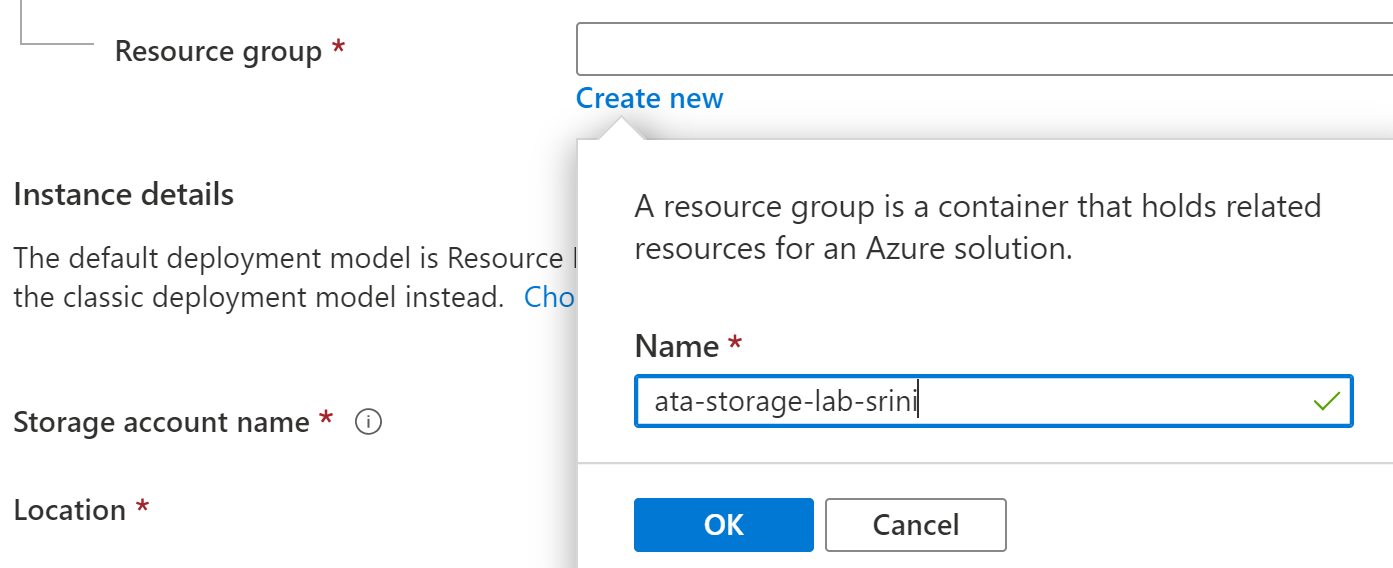 Resource group *
Create new
Instance details
The default deployment model is Resource
the classic deployment model instead. Cho
Storage account name *
Location *
A resource group is a container that holds related
resources for an Azure solution.
Name *
ata-storage-lab-srini
OK
Cancel